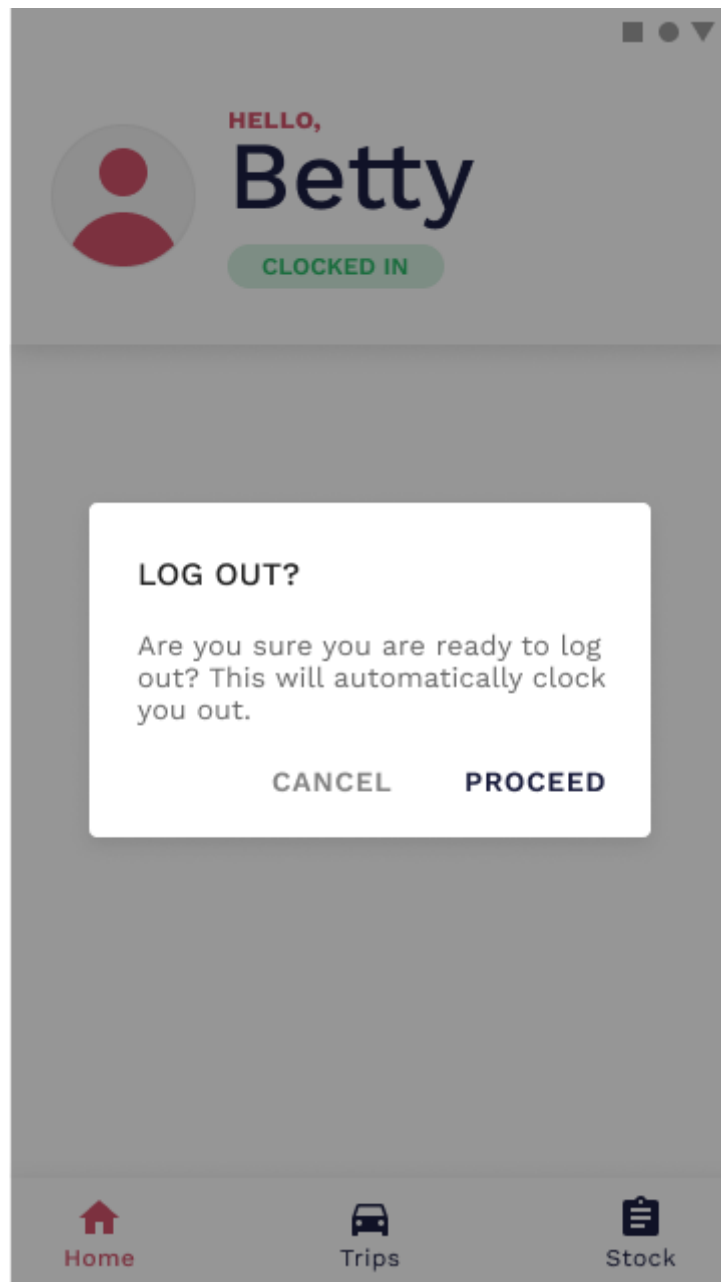 HELLO,
Betty
CLOCKED IN
LOG OUT?
Are you sure you are ready to log
out? This will automatically clock
you out.
CANCEL PROCEED
Home Trips Stock